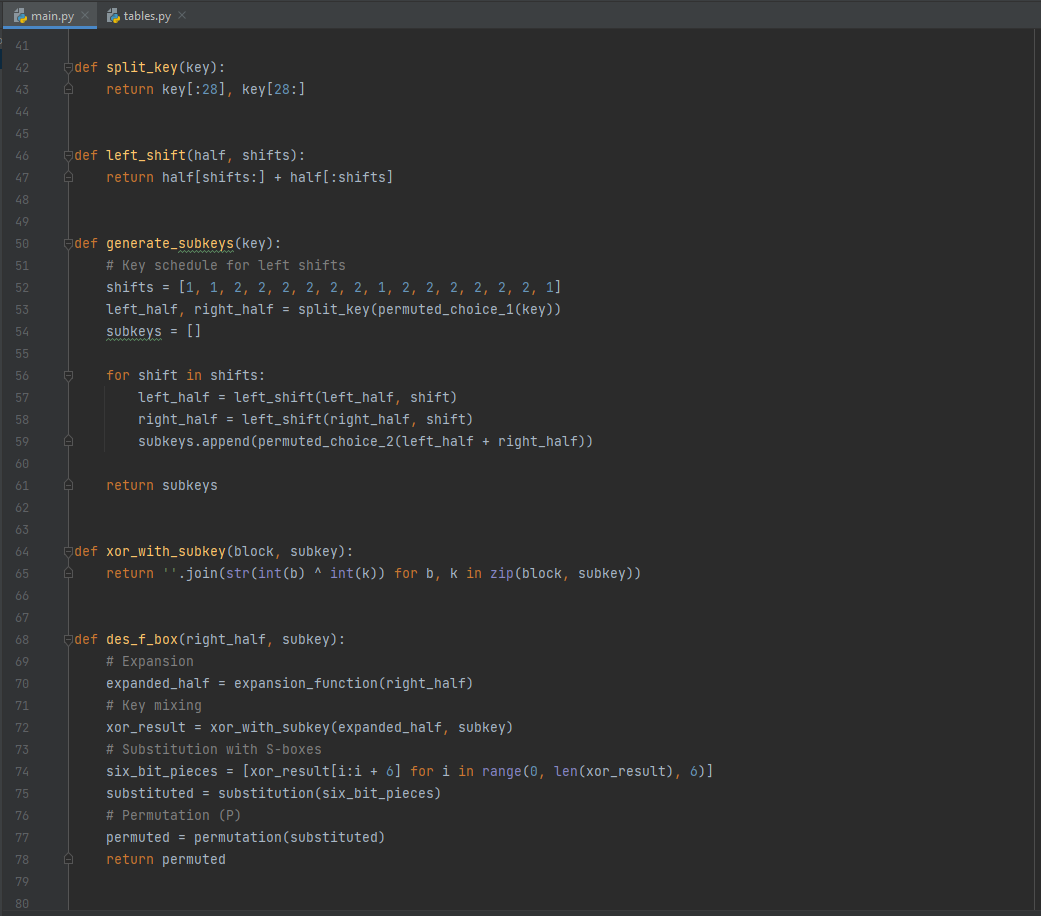 main.py tables.py
41
42 def split_key(key):
43 return key[:28], key[28:]
44
45
46 def left_shift(half, shifts):
47 return half[shifts:] + half[:shifts]
48
49
50 def generate_subkeys(key):
51 # Key schedule for left shifts
52 shifts = [1, 1, 2, 2, 2, 2, 2, 2, 1, 2, 2, 2, 2, 2, 2, 1]
53 left_half, right_half = split_key(permuted_choice_1(key))
54 subkeys = []
55
56 for shift in shifts:
57 left_half = left_shift(left_half, shift)
58 right_half = left_shift(right_half, shift)
59 subkeys.append(permuted_choice_2(left_half + right_half))
60
61 return subkeys
62
63
64 def xor_with_subkey(block, subkey):
65 return ''.join(str(int(b) ^ int(k)) for b, k in zip(block, subkey))
66
67
68 def des_f_box(right_half, subkey):
69 # Expansion
70 expanded_half = expansion_function(right_half)
71 # Key mixing
72 xor_result = xor_with_subkey(expanded_half, subkey)
73 # Substitution with S-boxes
74 six_bit_pieces = [xor_result[i:i + 6] for i in range(0, len(xor_result), 6)]
75 substituted = substitution(six_bit_pieces)
76 # Permutation (P)
77 permuted = permutation(substituted)
78 return permuted
79
80